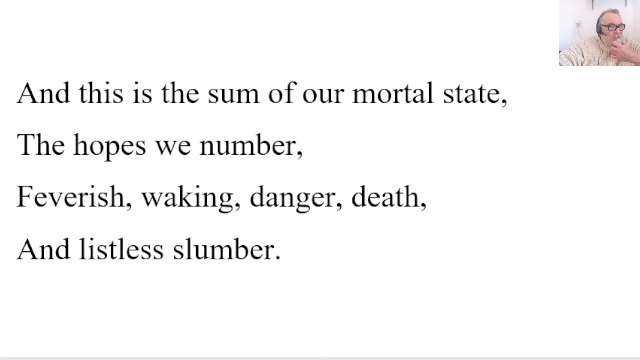 And this is the sum of our mortal state,
The hopes we number,
Feverish, waking, danger, death,
And listless slumber.